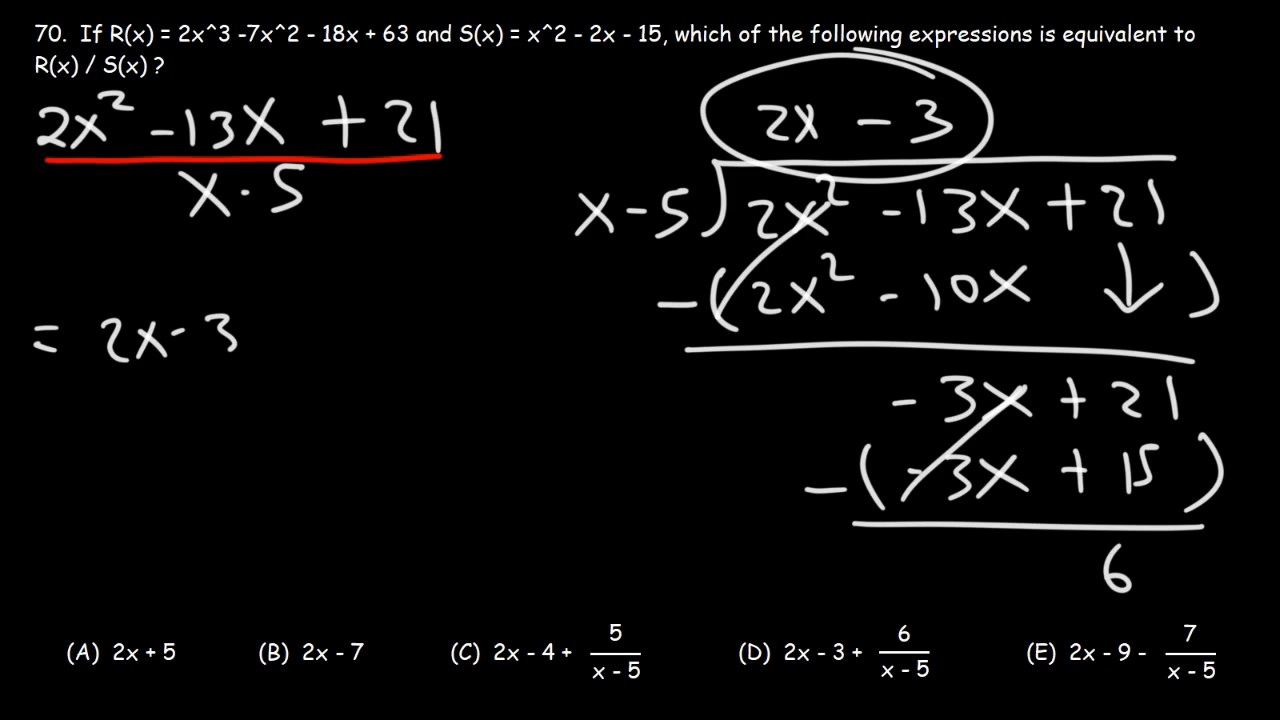 70. If R(x) = 2x^3 -7x^2 - 18x + 63 and S(x) = x^2 - 2x - 15, which of the following expressions is equivalent to
R(x) / S(x) ?
2x² - 13x + 21
x - 5
= 2x - 3
2x - 3
x - 5 ) 2x² - 13x + 21
- ( 2x² - 10x ↓ )
- 3x + 21
- ( - 3x + 15 )
6
(A) 2x + 5 (B) 2x - 7 (C) 2x - 4 + 5 / x - 5 (D) 2x - 3 + 6 / x - 5 (E) 2x - 9 - 7 / x - 5